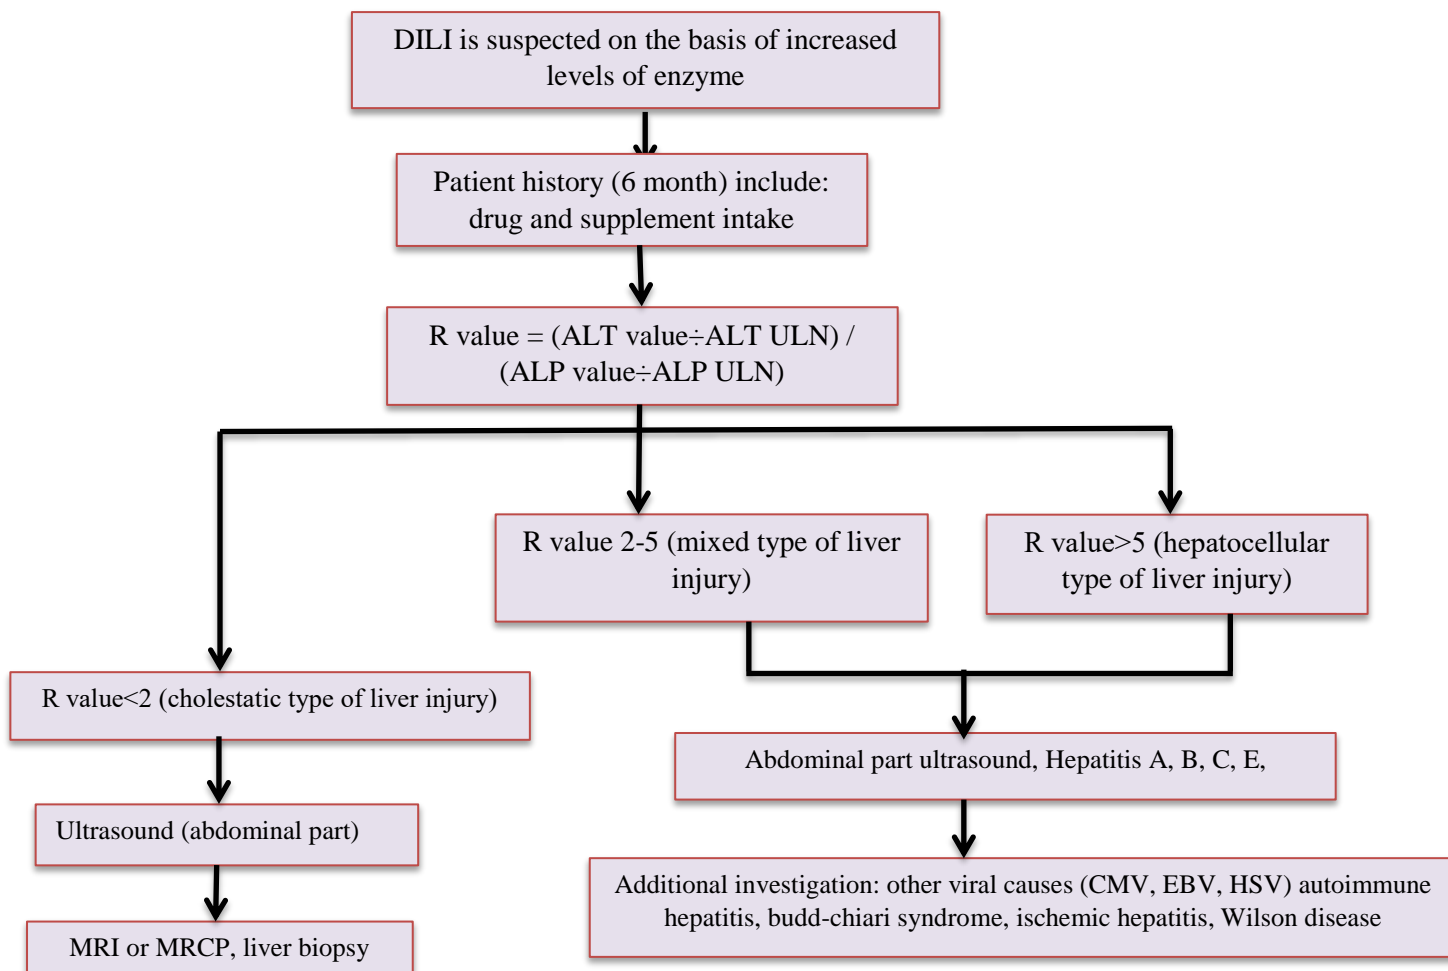 DILI is suspected on the basis of increased
levels of enzyme
Patient history (6 month) include:
drug and supplement intake
R value = (ALT value÷ALT ULN) /
(ALP value÷ALP ULN)
R value 2-5 (mixed type of liver
injury)
R value>5 (hepatocellular
type of liver injury)
R value<2 (cholestatic type of liver injury)
Abdominal part ultrasound, Hepatitis A, B, C, E,
Ultrasound (abdominal part)
Additional investigation: other viral causes (CMV, EBV, HSV) autoimmune
hepatitis, budd-chiari syndrome, ischemic hepatitis, Wilson disease
MRI or MRCP, liver biopsy